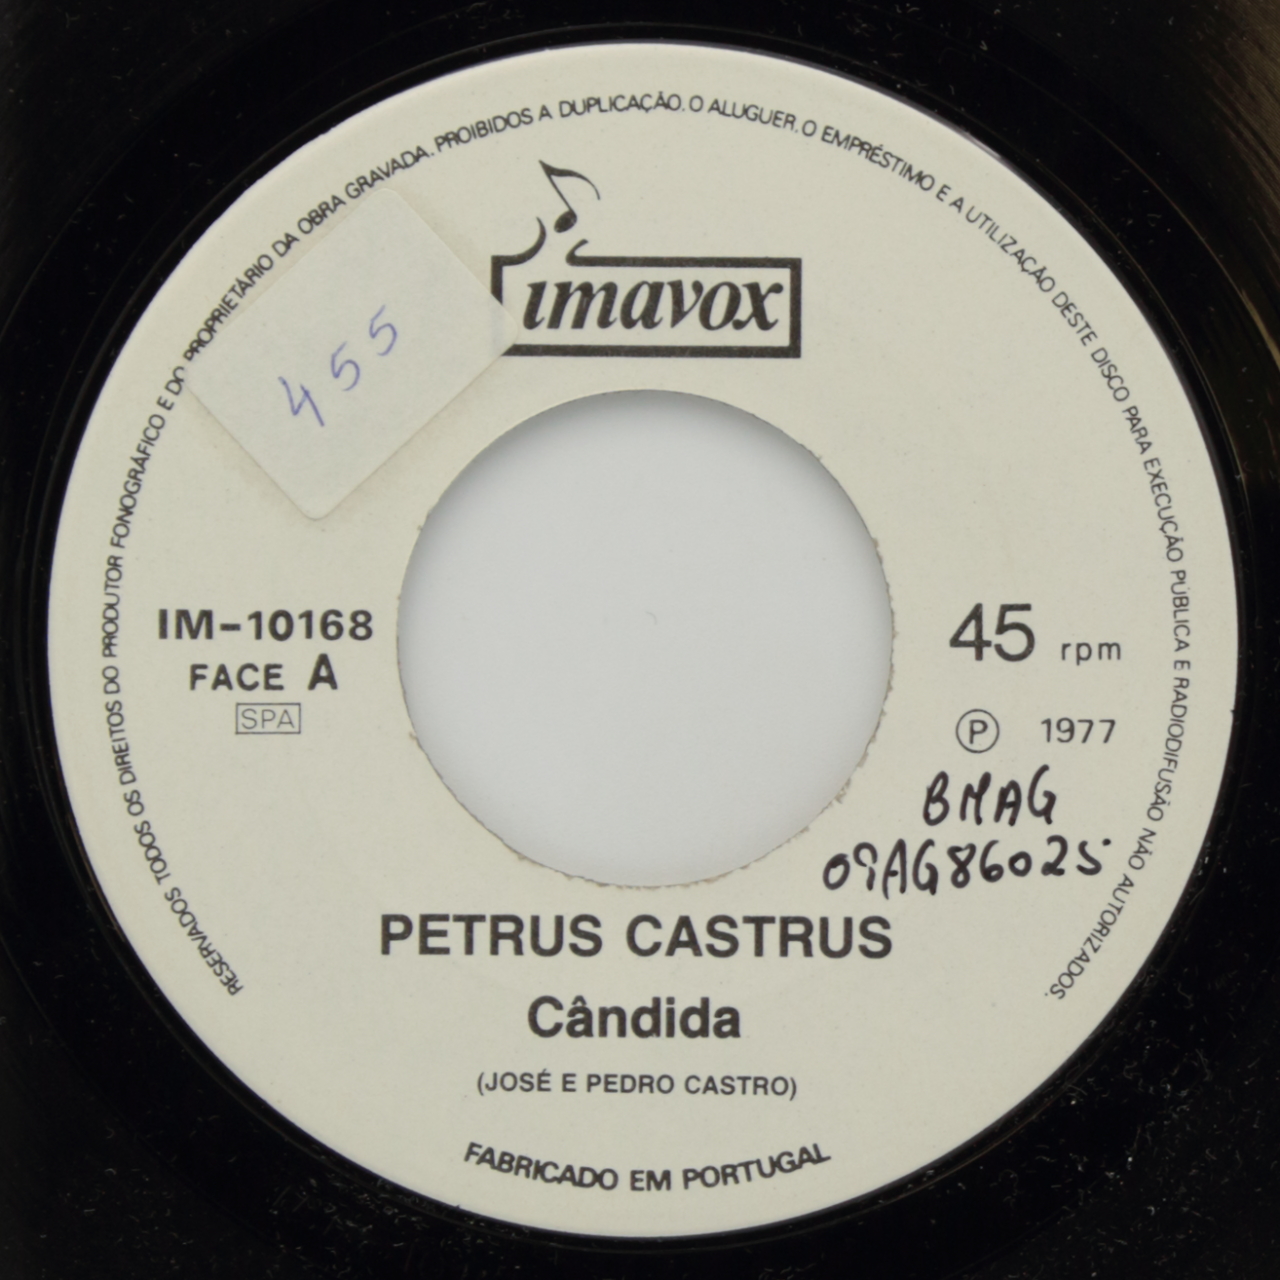 RESERVADOS TODOS OS DIREITOS DO PRODUTOR FONOGRÁFICO E DO PROPRIETÁRIO DA OBRA GRAVADA. PROIBIDOS A DUPLICAÇÃO. O ALUGUER. O EMPRÉSTIMO E A UTILIZAÇÃO DESTE DISCO PARA EXECUÇÃO PÚBLICA E RADIODIFUSÃO NÃO AUTORIZADOS.
imavox
455
IM-10168
FACE A
SPA
45 rpm
Ⓟ 1977
BMAG
09AG86025
PETRUS CASTRUS
Cândida
(JOSÉ E PEDRO CASTRO)
FABRICADO EM PORTUGAL